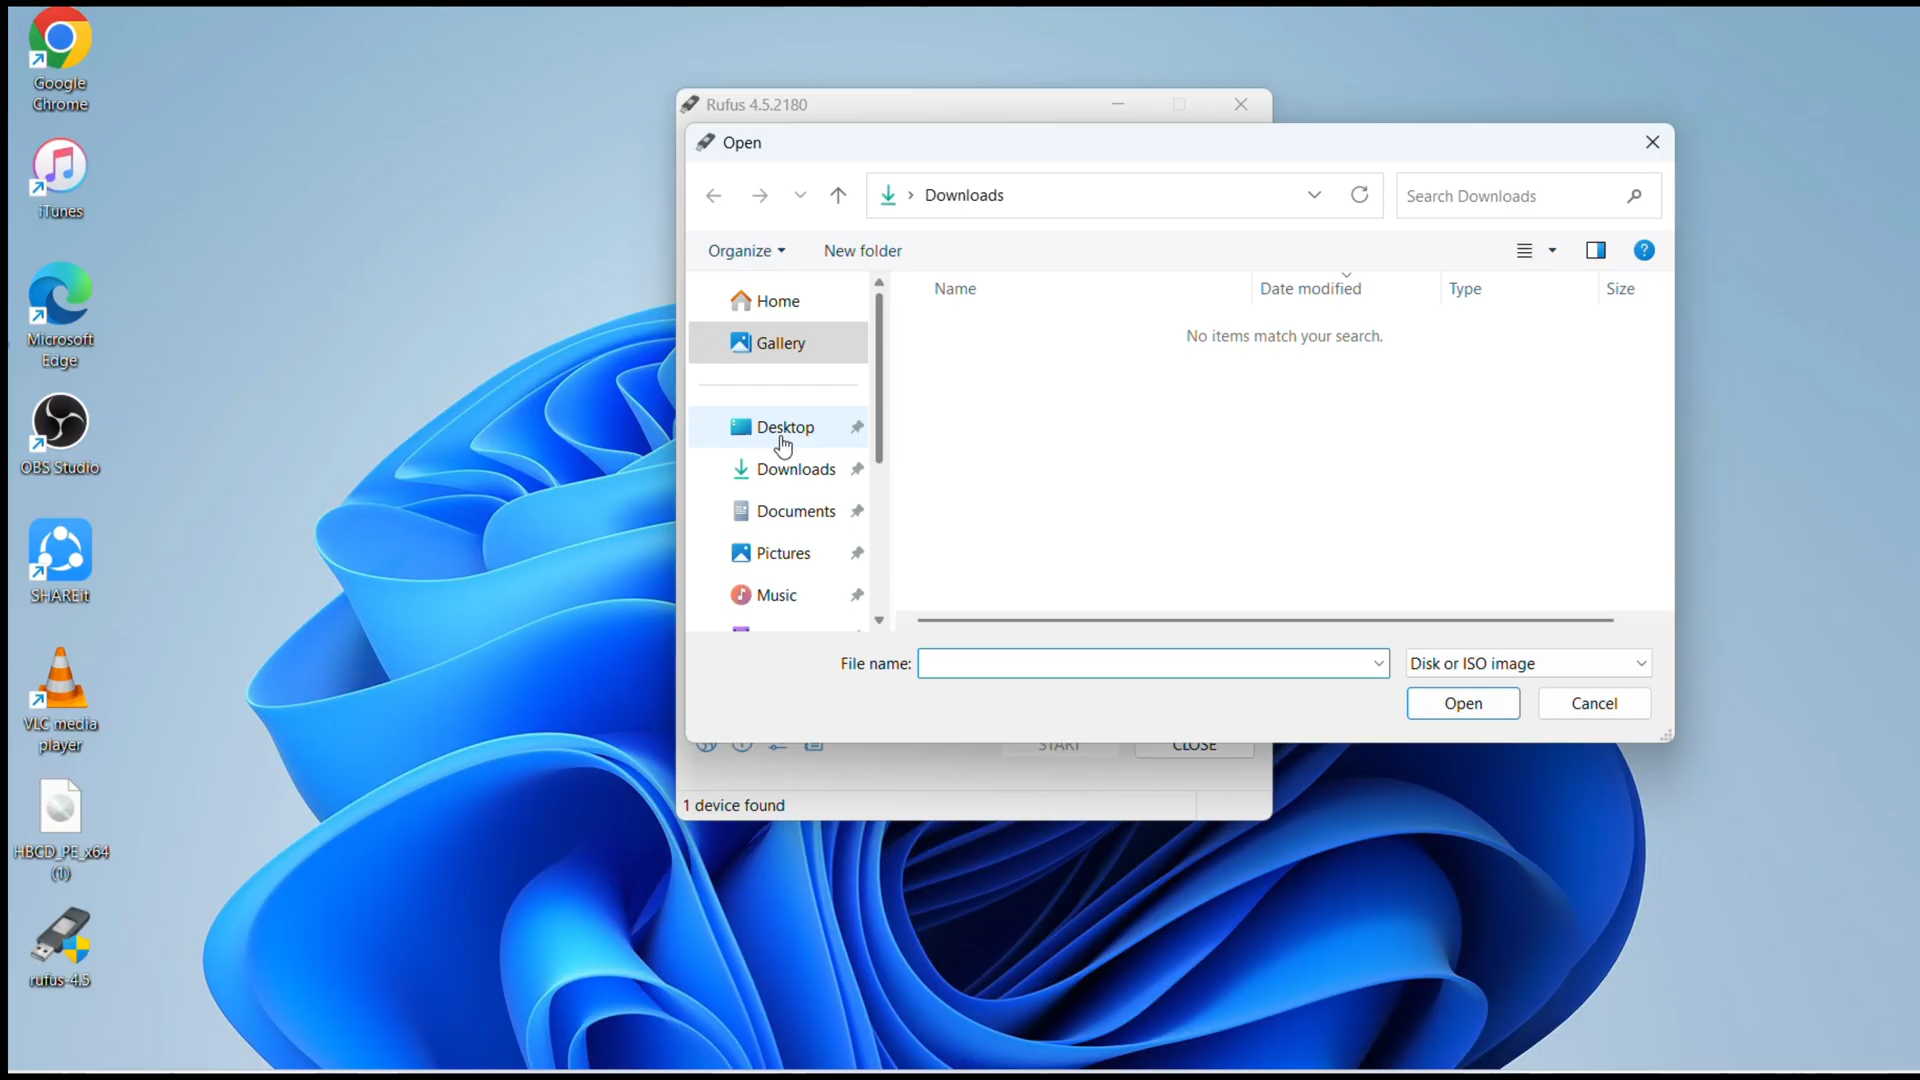 Google
Chrome
iTunes
Microsoft
Edge
OBS Studio
SHAREit
VLC media
player
HBCD_PE_x64
(1)
rufus-4.5
Rufus 4.5.2180
Open
Downloads
Search Downloads
Organize
New folder
Home
Gallery
Desktop
Downloads
Documents
Pictures
Music
Name
Date modified
Type
Size
No items match your search.
File name:
Disk or ISO image
Open
Cancel
START
CLOSE
1 device found